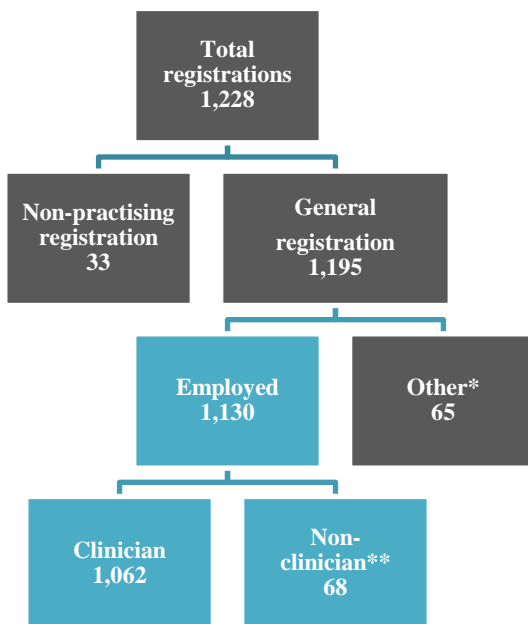 Total
registrations
1,228
Non-practising
registration
33
General
registration
1,195
Employed
1,130
Other*
65
Clinician
1,062
Non-
clinician**
68